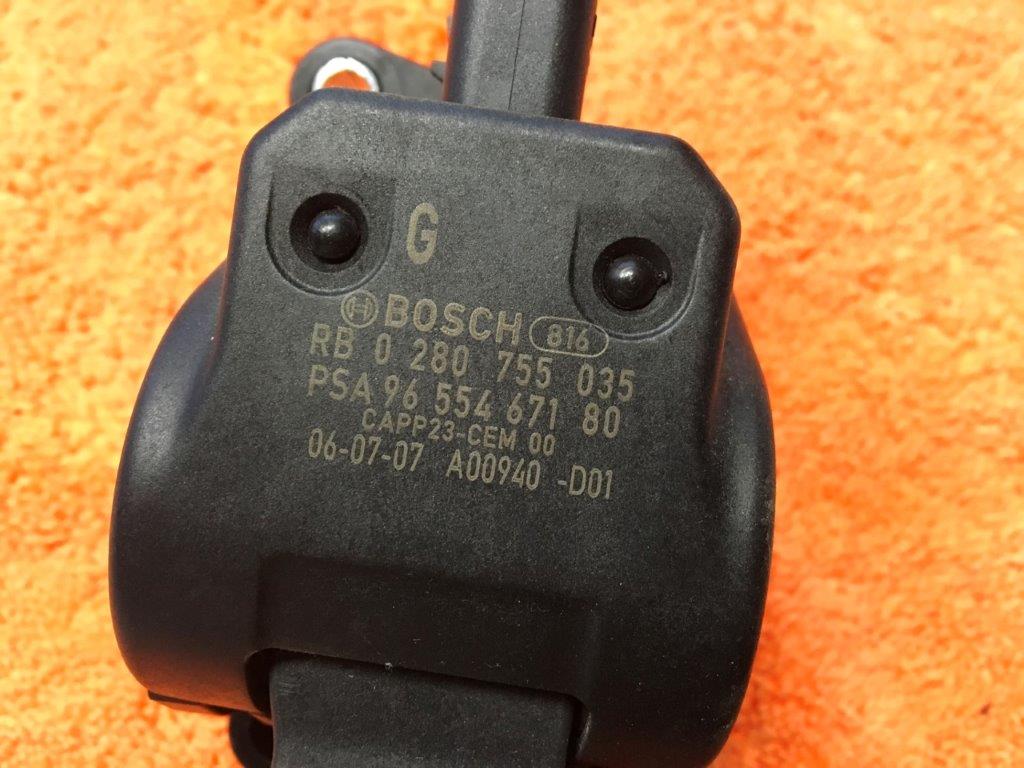 G
BOSCH 816
RB 0 280 755 035
PSA 96 554 671 80
CAPP23-CEM 00
06-07-07 A00940 -D01